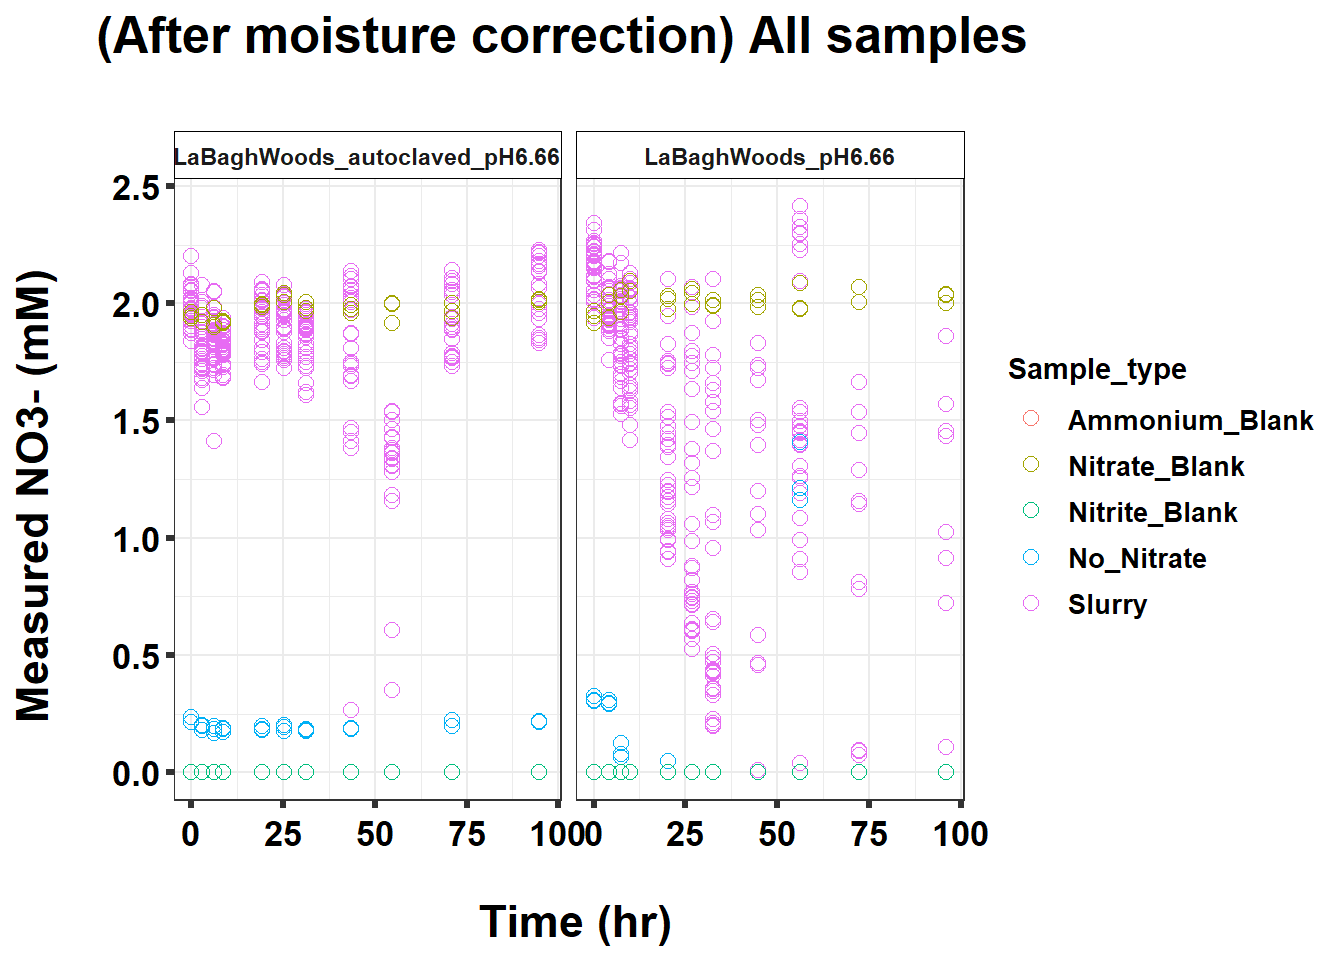 (After moisture correction) All samples
LaBaghWoods_autoclaved_pH6.66
LaBaghWoods_pH6.66
Measured NO3- (mM)
2.5
2.0
1.5
1.0
0.5
0.0
0 25 50 75 100
0 25 50 75 100
Time (hr)
Sample_type
Ammonium_Blank
Nitrate_Blank
Nitrite_Blank
No_Nitrate
Slurry